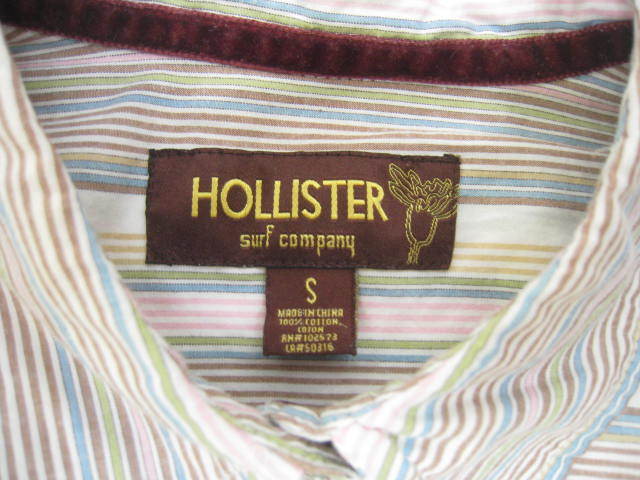 HOLLISTER
surf company
S
MADE IN CHINA
100% COTTON,
COTON
RN# 102573
CA# 50316